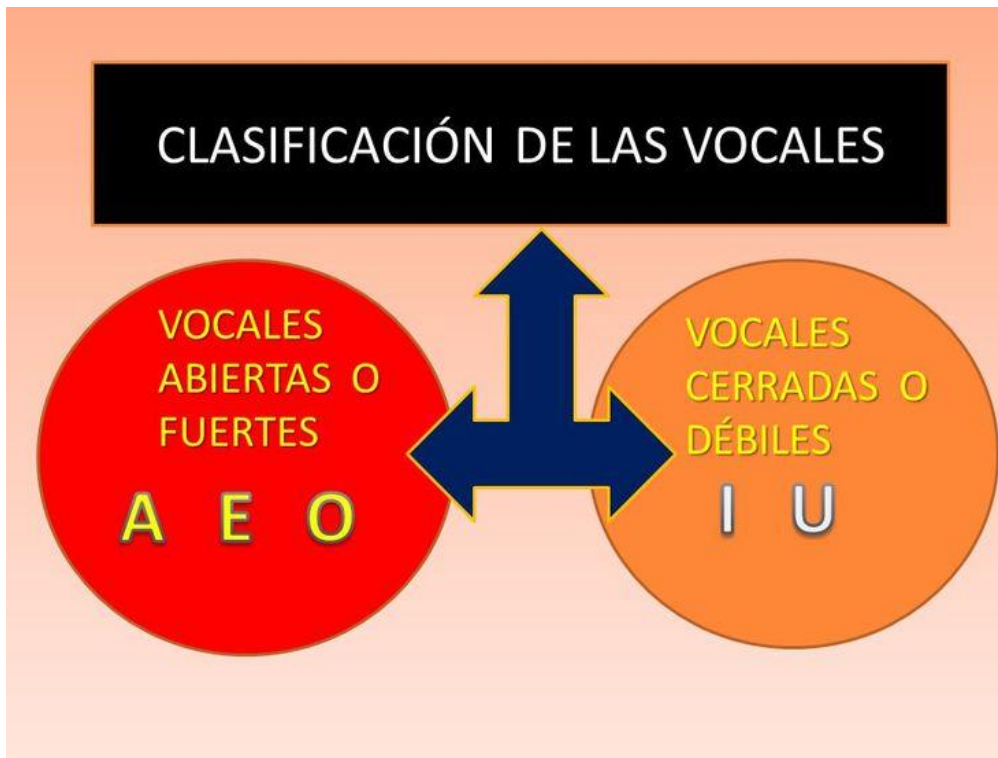 CLASIFICACIÓN DE LAS VOCALES
VOCALES
ABIERTAS O
FUERTES
A E O
VOCALES
CERRADAS O
DÉBILES
I U